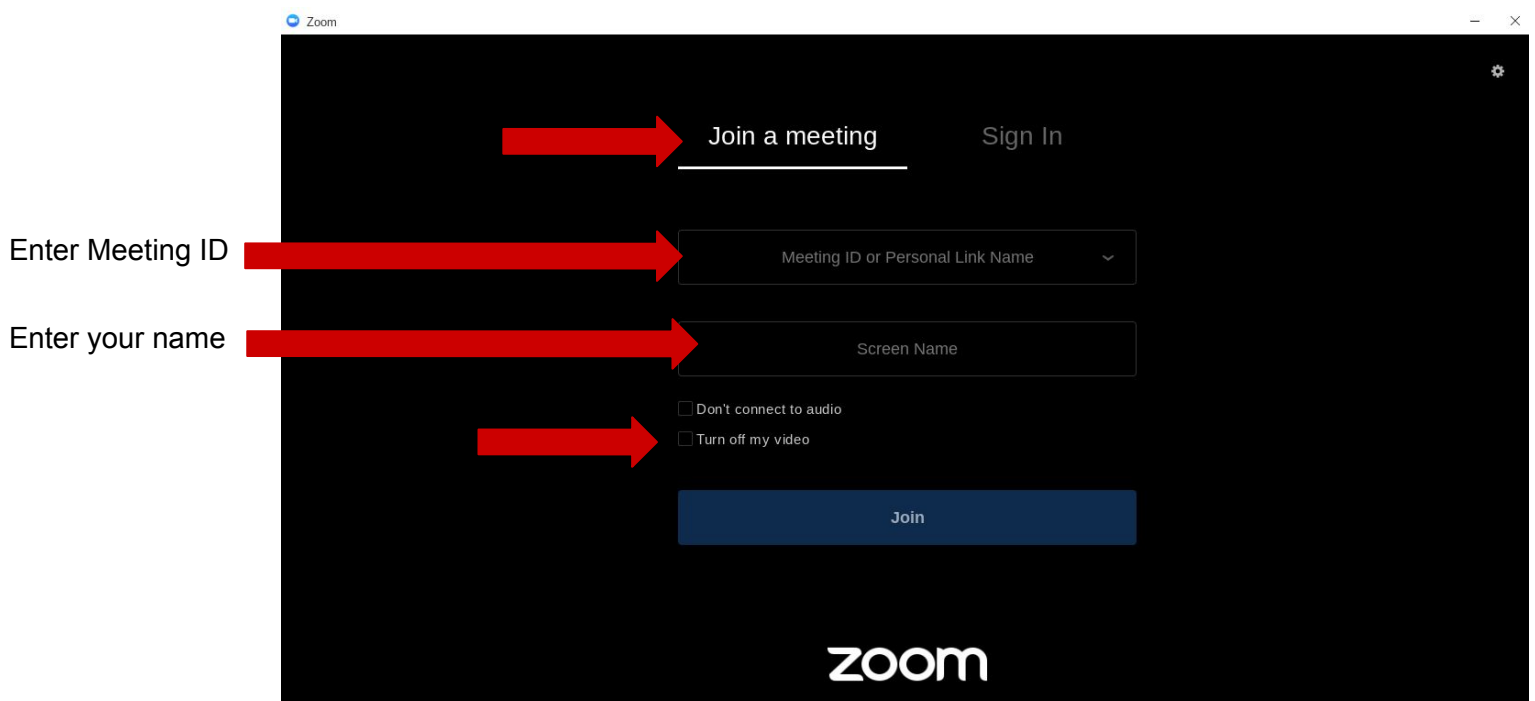 Zoom
Join a meeting
Sign In
Enter Meeting ID
Meeting ID or Personal Link Name
Enter your name
Screen Name
Don't connect to audio
Turn off my video
Join
zoom